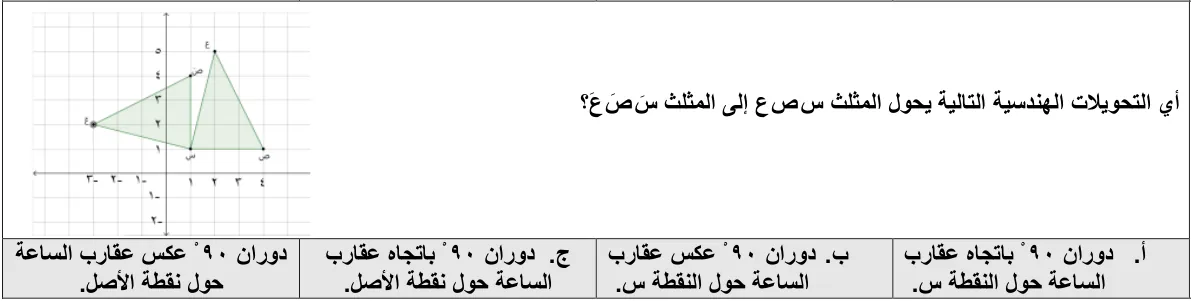 أي التحويلات الهندسية التالية يحول المثلث س ص ع إلى المثلث سَ صَ عَ؟
ع
٥
٤
صَ
٣
عَ
٢
١
س
ص
-٣ -٢ -١ ١ ٢ ٣ ٤
-١
-٢
أ. دوران ٩٠ْ باتجاه عقارب
الساعة حول النقطة س.
ب. دوران ٩٠ْ عكس عقارب
الساعة حول النقطة س.
ج. دوران ٩٠ْ باتجاه عقارب
الساعة حول نقطة الأصل.
دوران ٩٠ْ عكس عقارب الساعة
حول نقطة الأصل.